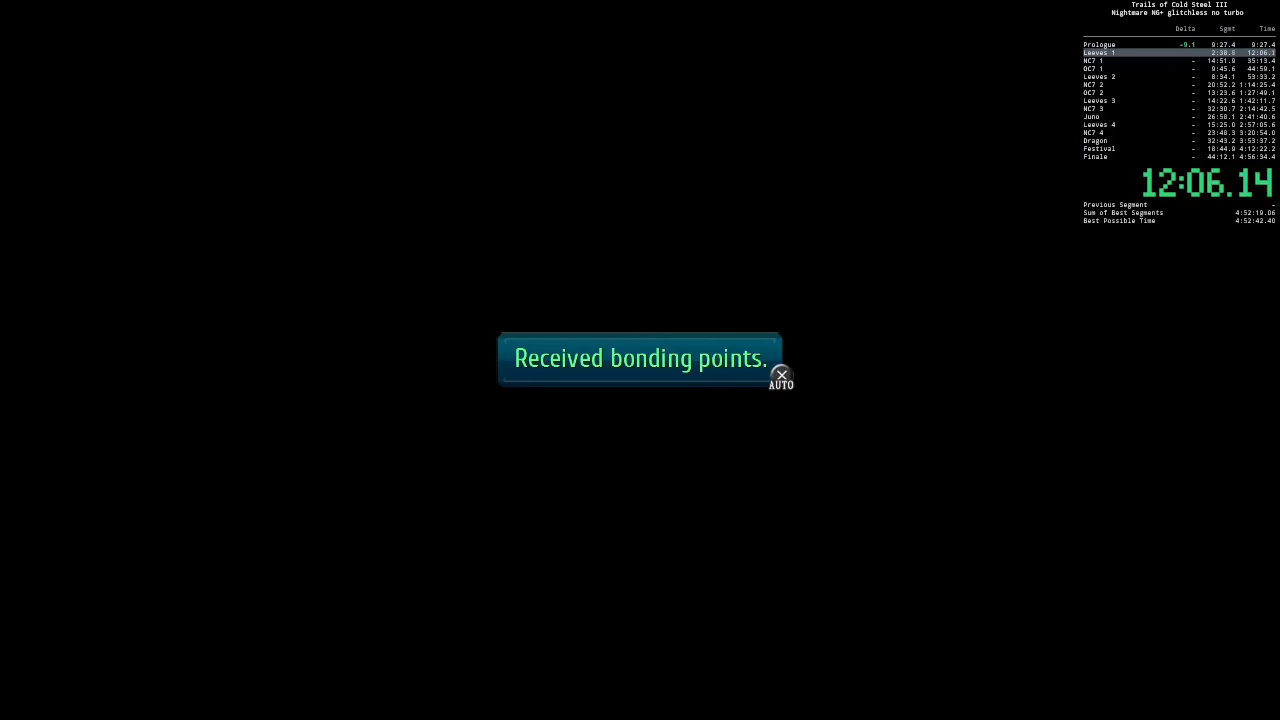 Trails of Cold Steel III
Nightmare NG+ glitchless no turbo
Delta Sgmt Time
Prologue -9.1 9:27.4 9:27.4
Leeves 1 2:38.8 12:06.1
NC7 1 - 14:51.9 35:13.4
OC7 1 - 9:45.6 44:59.1
Leeves 2 - 8:34.1 53:33.2
NC7 2 - 20:52.2 1:14:25.4
OC7 2 - 13:23.6 1:27:49.1
Leeves 3 - 14:22.6 1:42:11.7
NC7 3 - 32:30.7 2:14:42.5
Juno - 26:58.1 2:41:40.6
Leeves 4 - 15:25.0 2:57:05.6
NC7 4 - 23:48.3 3:20:54.0
Dragon - 32:43.2 3:53:37.2
Festival - 18:44.9 4:12:22.2
Finale - 44:12.1 4:56:34.4
12:06.14
Previous Segment -
Sum of Best Segments 4:52:19.06
Best Possible Time 4:52:42.40
Received bonding points.
AUTO